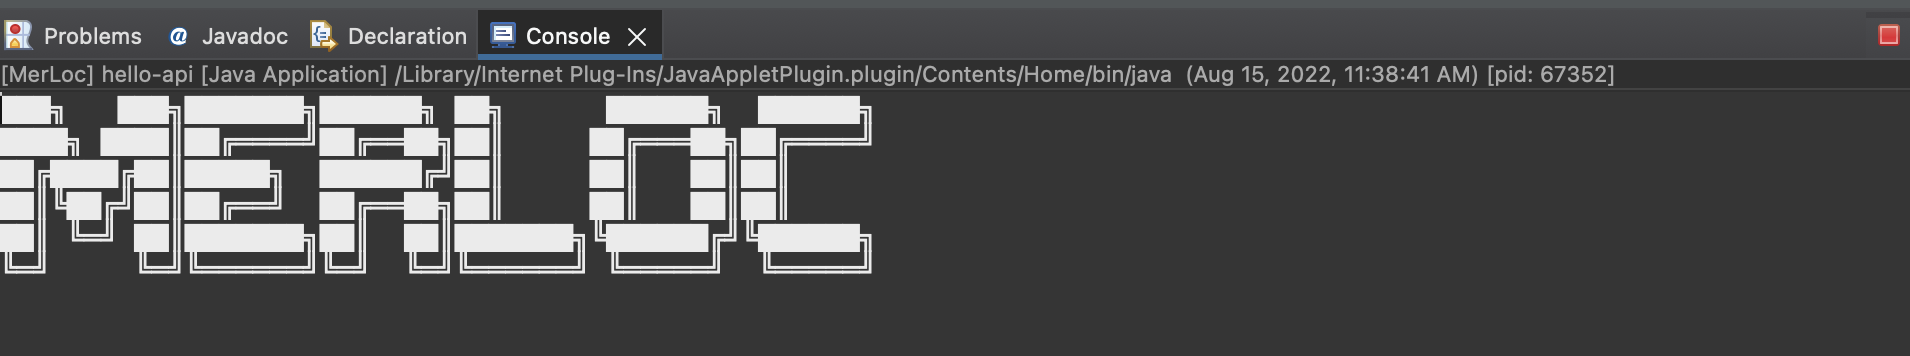 Problems @ Javadoc Declaration Console
[MerLoc] hello-api [Java Application] /Library/Internet Plug-Ins/JavaAppletPlugin.plugin/Contents/Home/bin/java (Aug 15, 2022, 11:38:41 AM) [pid: 67352]
MERLOC